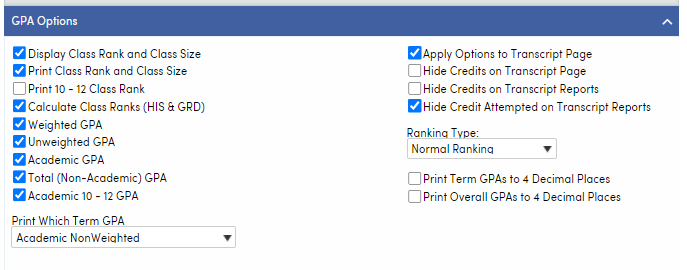 GPA Options
Display Class Rank and Class Size
Print Class Rank and Class Size
Print 10 - 12 Class Rank
Calculate Class Ranks (HIS & GRD)
Weighted GPA
Unweighted GPA
Academic GPA
Total (Non-Academic) GPA
Academic 10 - 12 GPA
Print Which Term GPA
Academic NonWeighted
Apply Options to Transcript Page
Hide Credits on Transcript Page
Hide Credits on Transcript Reports
Hide Credit Attempted on Transcript Reports
Ranking Type:
Normal Ranking
Print Term GPAs to 4 Decimal Places
Print Overall GPAs to 4 Decimal Places